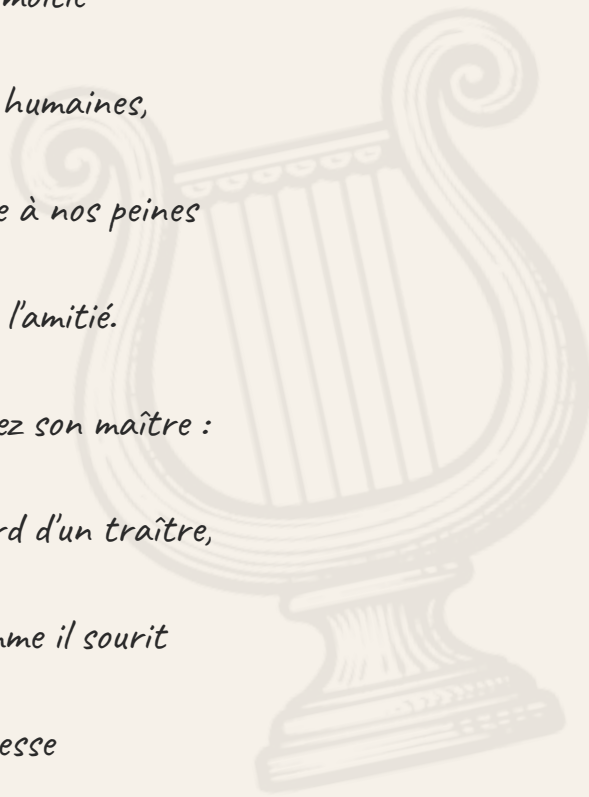 humaines,
e à nos peines
l'amitié.
ez son maître :
rd d'un traître,
me il sourit
esse